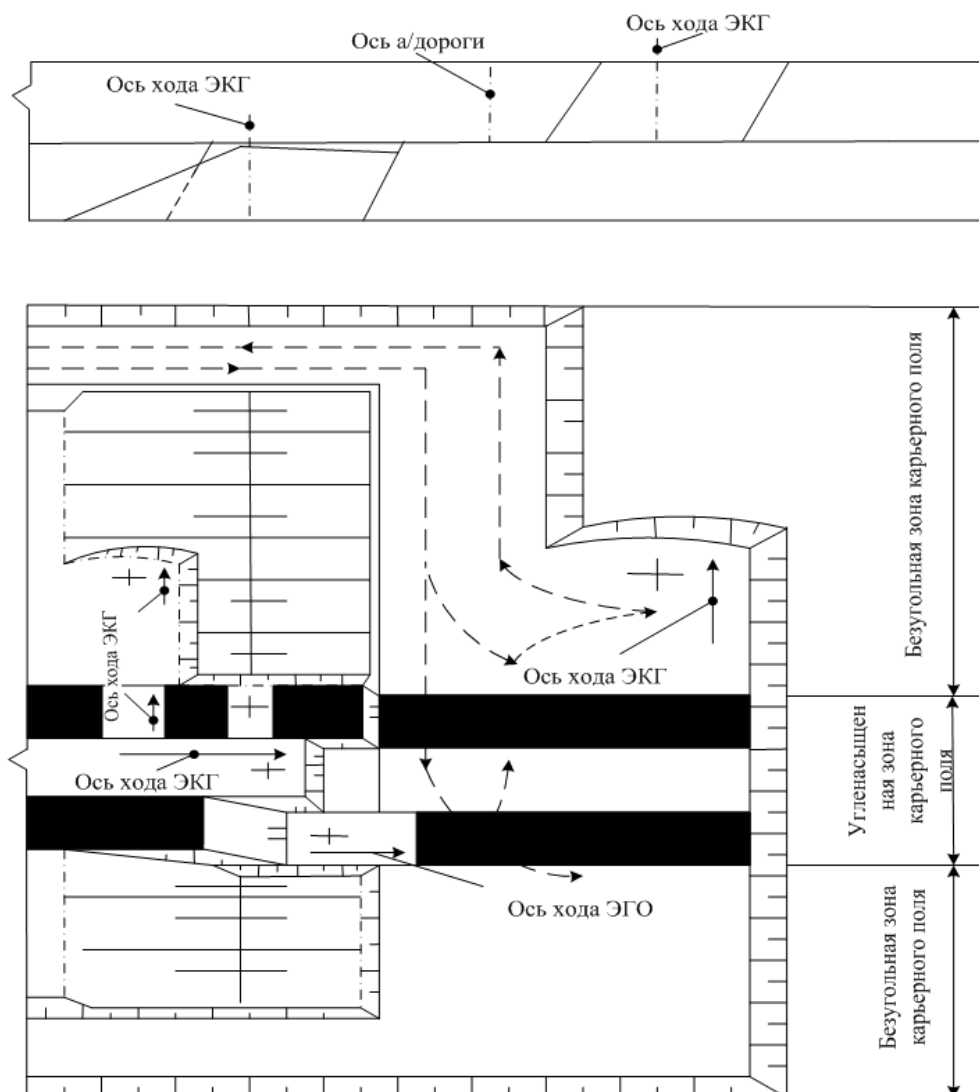 Ось хода ЭКГ
Ось а/дороги
Ось хода ЭКГ
Безугольная зона карьерного поля
Ось хода ЭКГ
Ось хода ЭКГ
Ось хода ЭКГ
Угленасыщен
ная зона
карьерного
поля
Ось хода ЭГО
Безугольная зона
карьерного поля